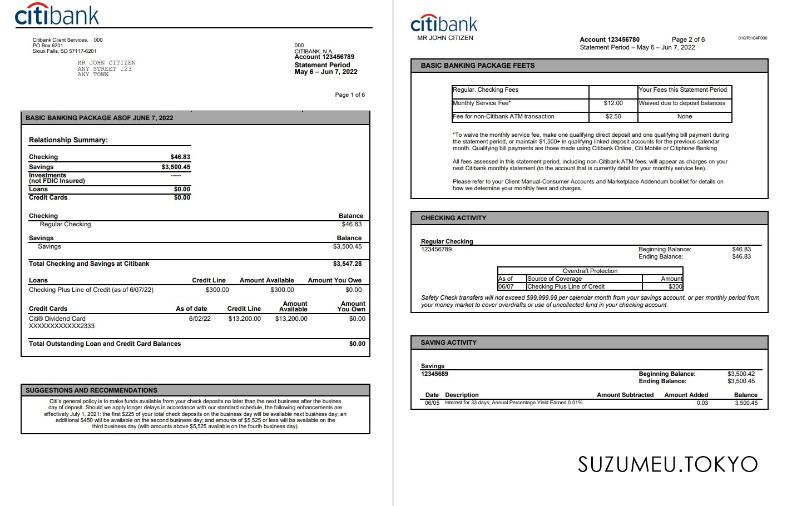 citibank
Citibank Client Services. 000
PO Box 6201
Sioux Falls, SD 57117-6201
MR JOHN CITIZEN
ANY STREET 123
ANY TOWN
000
CITIBANK, N.A
Account 123456789
Statement Period
May 6 – Jun 7, 2022
Page 1 of 6
BASIC BANKING PACKAGE ASOF JUNE 7, 2022
Relationship Summary:
Checking $46.83
Savings $3,500.45
Investments -----
(not FDIC Insured)
Loans $0.00
Credit Cards $0.00
Checking Balance
Regular Checking $46.83
Savings Balance
Savings $3,500.45
Total Checking and Savings at Citibank $3,547.28
Loans Credit Line Amount Available Amount You Owe
Checking Plus Line of Credit (as of 6/07/22) $300.00 $300.00 $0.00
Credit Cards As of date Credit Line Amount Available Amount You Own
Citi® Dividend Card 6/02/22 $13,200.00 $13,200.00 $0.00
XXXXXXXXXXXX2333
Total Outstanding Loan and Credit Card Balances $0.00
SUGGESTIONS AND RECOMMENDATIONS
Citi's general policy is to make funds available from your check deposits no later than the next business after the busines
day of deposit. Should we apply longer delays in accordance with our standard schedule, the following enhancements are
effectively July 1, 2021: the first $225 of your total check deposits on the business day will be available next business day; an
additional $450 will be available on the second business day; and amounts of $5,525 or less will be available on the
third business day (with amounts above $5,525 available on the fourth business day).
citibank
MR JOHN CITIZEN
Account 123456780 Page 2 of 6
Statement Period – May 6 – Jun 7, 2022
BASIC BANKING PACKAGE FEETS
Regular, Checking Fees Your Fees this Statement Period
Monthly Service Fee* $12.00 Waived due to deposit balances
Fee for non-Citibank ATM transaction $2.50 None
*To waive the monthly service fee, make one qualifying direct deposit and one qualifying bill payment during
the statement period, or maintain $1,500+ in qualifying linked deposit accounts for the previous calendar
month. Qualifying bill payments are those made using Citibank Online, Citi Mobile or Citiphone Banking
All fees assessed in this statement period, including non-Citibank ATM fees, will appear as charges on your
next Citibank monthly statement (to the account that is currently debit for your monthly service fee).
Please refer to your Client Manual-Consumer Accounts and Marketplace Addendum booklet for details on
how we determine your monthly fees and charges.
CHECKING ACTIVITY
Regular Checking
123456789 Beginning Balance: $46.83
Ending Balance: $46.83
Overdraft Protection
As of Source of Coverage Amount
06/07 Checking Plus Line of Credit $300
Safety Check transfers will not exceed $99,999.99 per calendar month from your savings account, or per monthly period from
your money market to cover overdrafts or use of uncollected fund in your checking account.
SAVING ACTIVITY
Savings
12345689 Beginning Balance: $3,500.42
Ending Balance: $3,500.45
Date Description Amount Subtracted Amount Added Balance
06/05 Interest for 33 days, Annual Percentage Yield Earned 0.01% 0.03 3,500.45
SUZUMEU.TOKYO